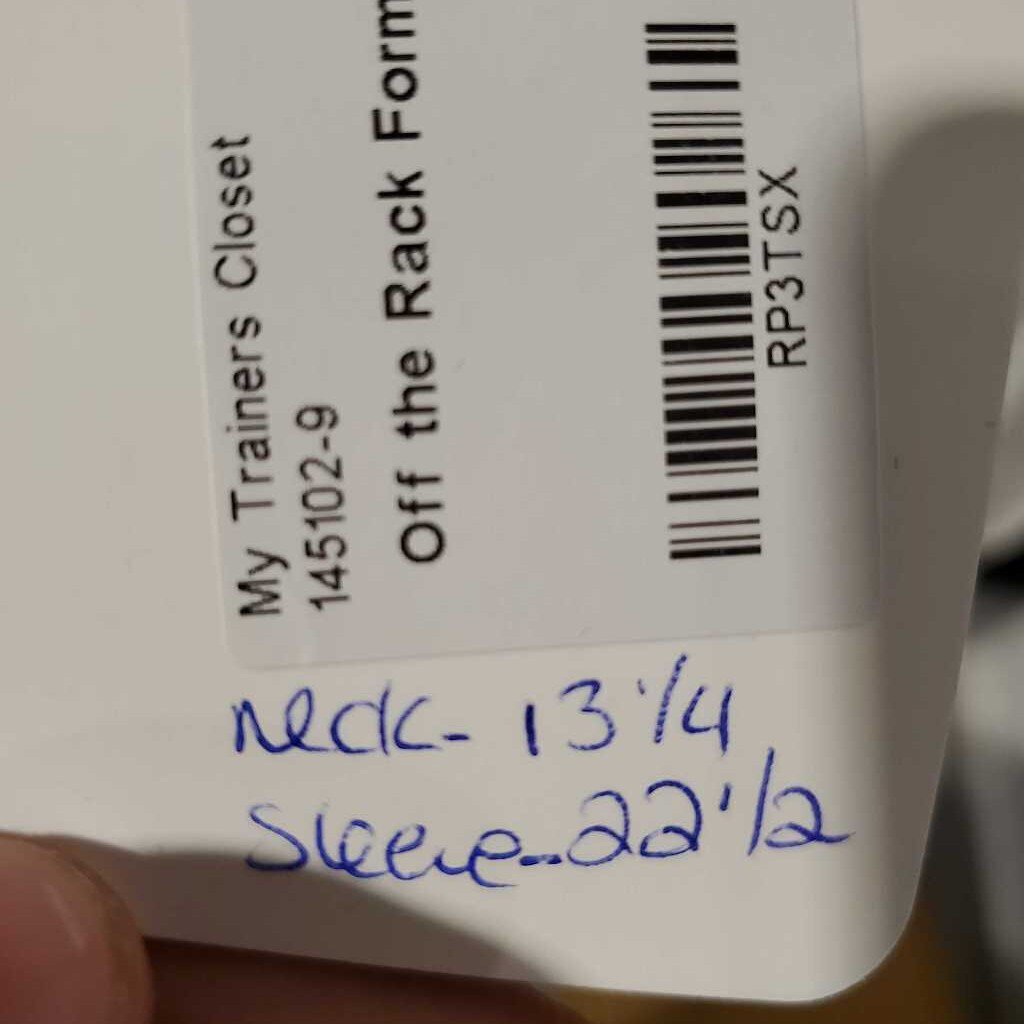 My Trainers Closet
145102-9
Off the Rack Form
RP3TSX
Neck- 13 1/4
Sleeve-22 1/2